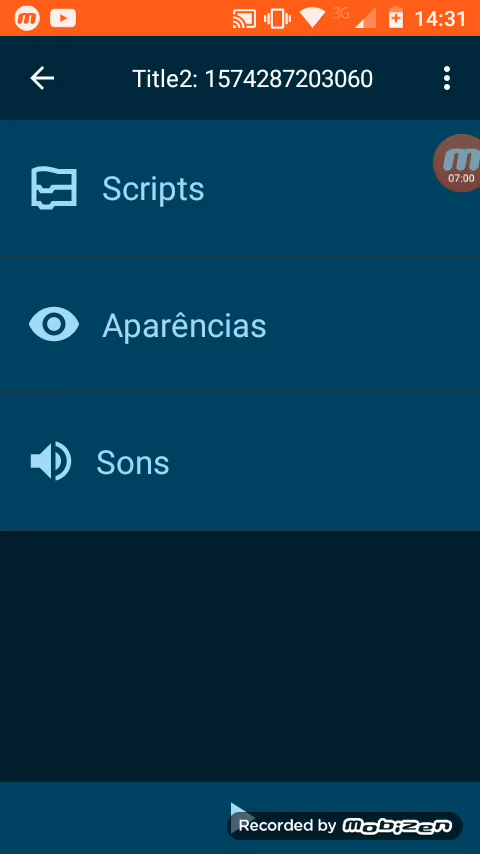 3G 14:31
Title2: 1574287203060
Scripts
07:00
Aparências
Sons
Recorded by mobizen